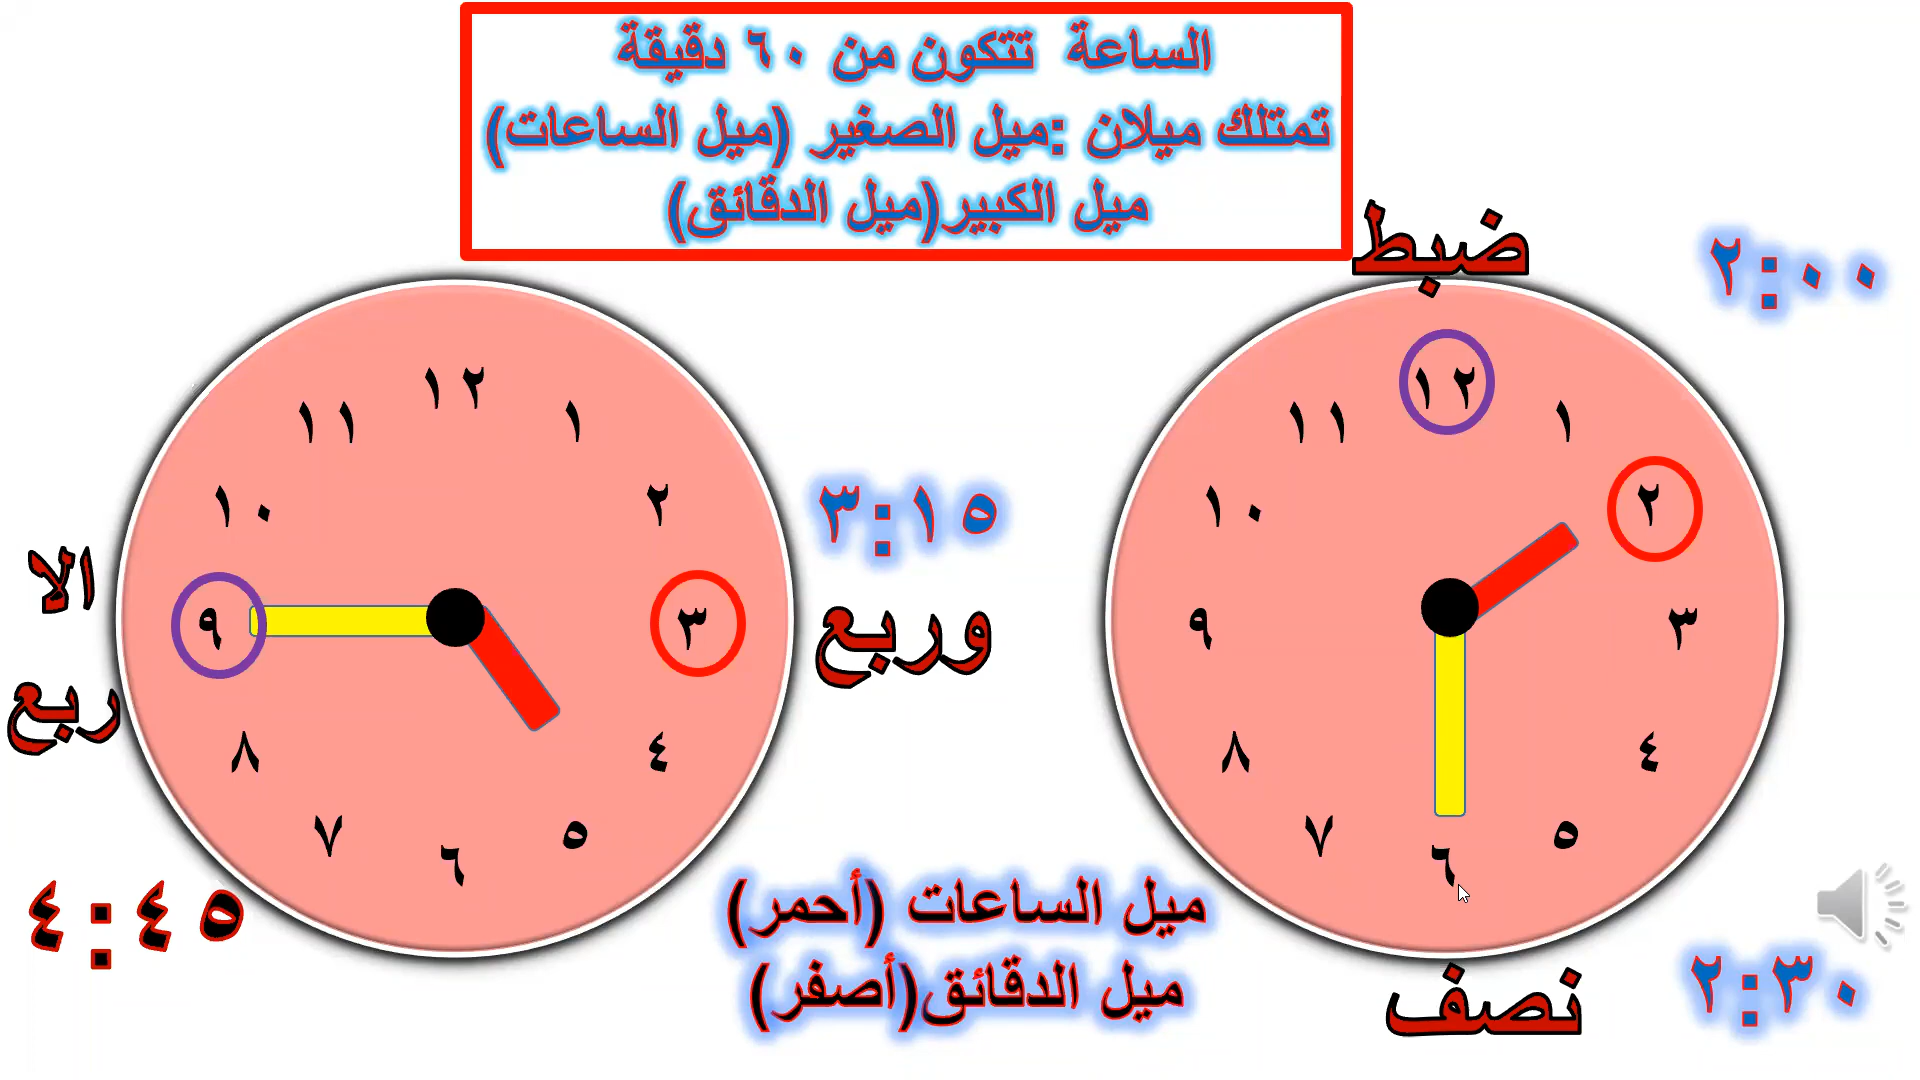 الساعة تتكون من ٦٠ دقيقة
تمتلك ميلان :ميل الصغير (ميل الساعات)
ميل الكبير(ميل الدقائق)
ضبط
٢:٠٠
١٢
١
٢
٣
٤
٥
٦
٧
٨
٩
١٠
١١
نصف
٢:٣٠
٣:١٥
وربع
١٢
١
٢
٣
٤
٥
٦
٧
٨
٩
١٠
١١
الا
ربع
٤:٤٥
ميل الساعات (أحمر)
ميل الدقائق(أصفر)